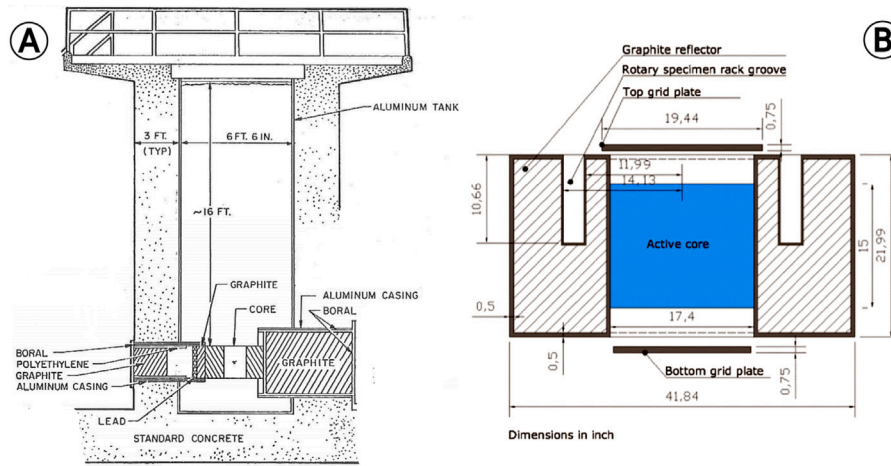 A
ALUMINUM TANK
3 FT.
(TYP)
6 FT. 6 IN.
~16 FT.
GRAPHITE
CORE
ALUMINUM CASING
BORAL
BORAL
POLYETHYLENE
GRAPHITE
ALUMINUM CASING
GRAPHITE
LEAD
STANDARD CONCRETE
B
Graphite reflector
Rotary specimen rack groove
Top grid plate
19,44
0,75
11,99
14,13
10,66
Active core
15
21,99
0,5
17,4
0,5
Bottom grid plate
0,75
41,84
Dimensions in inch